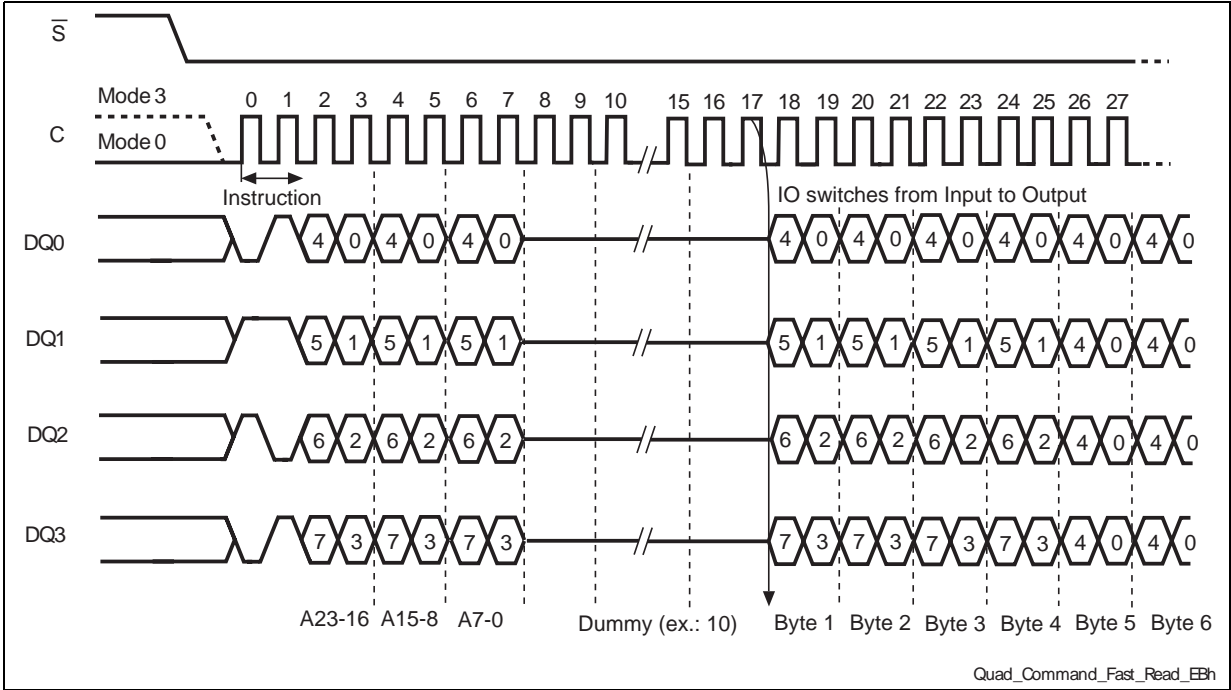 S
Mode 3
0 1 2 3 4 5 6 7 8 9 10 15 16 17 18 19 20 21 22 23 24 25 26 27
C
Mode 0
Instruction
IO switches from Input to Output
DQ0 4 0 4 0 4 0 4 0 4 0 4 0 4 0 4 0 4 0
DQ1 5 1 5 1 5 1 5 1 5 1 5 1 5 1 4 0 4 0
DQ2 6 2 6 2 6 2 6 2 6 2 6 2 6 2 4 0 4 0
DQ3 7 3 7 3 7 3 7 3 7 3 7 3 7 3 4 0 4 0
A23-16 A15-8 A7-0 Dummy (ex.: 10) Byte 1 Byte 2 Byte 3 Byte 4 Byte 5 Byte 6
Quad_Command_Fast_Read_EBh